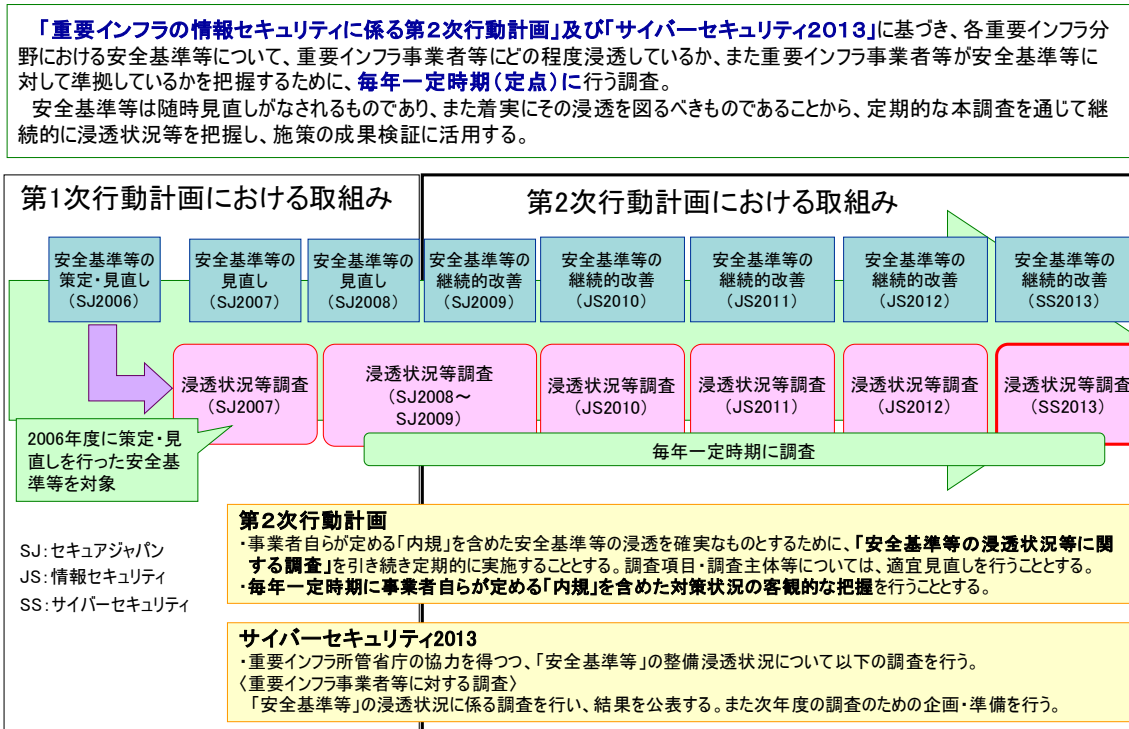 「重要インフラの情報セキュリティに係る第2次行動計画」及び「サイバーセキュリティ2013」に基づき、各重要インフラ分
野における安全基準等について、重要インフラ事業者等にどの程度浸透しているか、また重要インフラ事業者等が安全基準等に
対して準拠しているかを把握するために、毎年一定時期(定点)に行う調査。
安全基準等は随時見直しがなされるものであり、また着実にその浸透を図るべきものであることから、定期的な本調査を通じて継
続的に浸透状況等を把握し、施策の成果検証に活用する。
第1次行動計画における取組み
第2次行動計画における取組み
安全基準等の
策定・見直し
(SJ2006)
安全基準等の
見直し
(SJ2007)
安全基準等の
見直し
(SJ2008)
安全基準等の
継続的改善
(SJ2009)
安全基準等の
継続的改善
(JS2010)
安全基準等の
継続的改善
(JS2011)
安全基準等の
継続的改善
(JS2012)
安全基準等の
継続的改善
(SS2013)
浸透状況等調査
(SJ2007)
浸透状況等調査
(SJ2008~
SJ2009)
浸透状況等調査
(JS2010)
浸透状況等調査
(JS2011)
浸透状況等調査
(JS2012)
浸透状況等調査
(SS2013)
2006年度に策定・見
直しを行った安全基
準等を対象
毎年一定時期に調査
SJ:セキュアジャパン
JS:情報セキュリティ
SS:サイバーセキュリティ
第2次行動計画
・事業者自らが定める「内規」を含めた安全基準等の浸透を確実なものとするために、「安全基準等の浸透状況等に関
する調査」を引き続き定期的に実施することとする。調査項目・調査主体等については、適宜見直しを行うこととする。
・毎年一定時期に事業者自らが定める「内規」を含めた対策状況の客観的な把握を行うこととする。
サイバーセキュリティ2013
・重要インフラ所管省庁の協力を得つつ、「安全基準等」の整備浸透状況について以下の調査を行う。
〈重要インフラ事業者等に対する調査〉
「安全基準等」の浸透状況に係る調査を行い、結果を公表する。また次年度の調査のための企画・準備を行う。